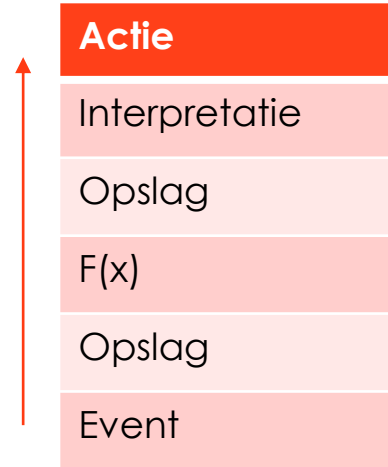 Actie
Interpretatie
Opslag
F(x)
Opslag
Event